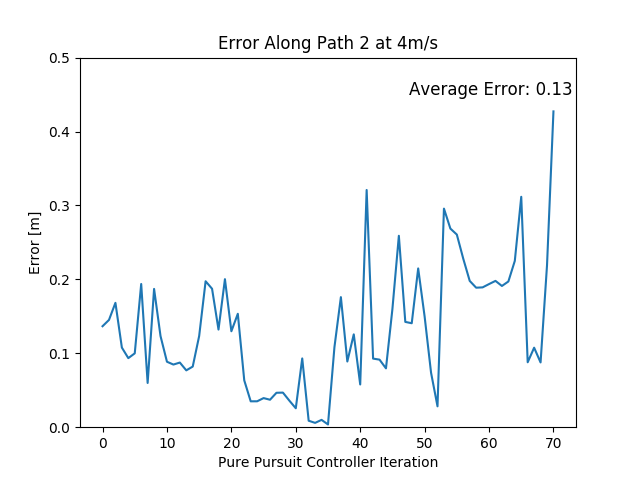 Error Along Path 2 at 4m/s
Average Error: 0.13
0.5
0.4
0.3
0.2
0.1
0.0
Error [m]
0 10 20 30 40 50 60 70
Pure Pursuit Controller Iteration